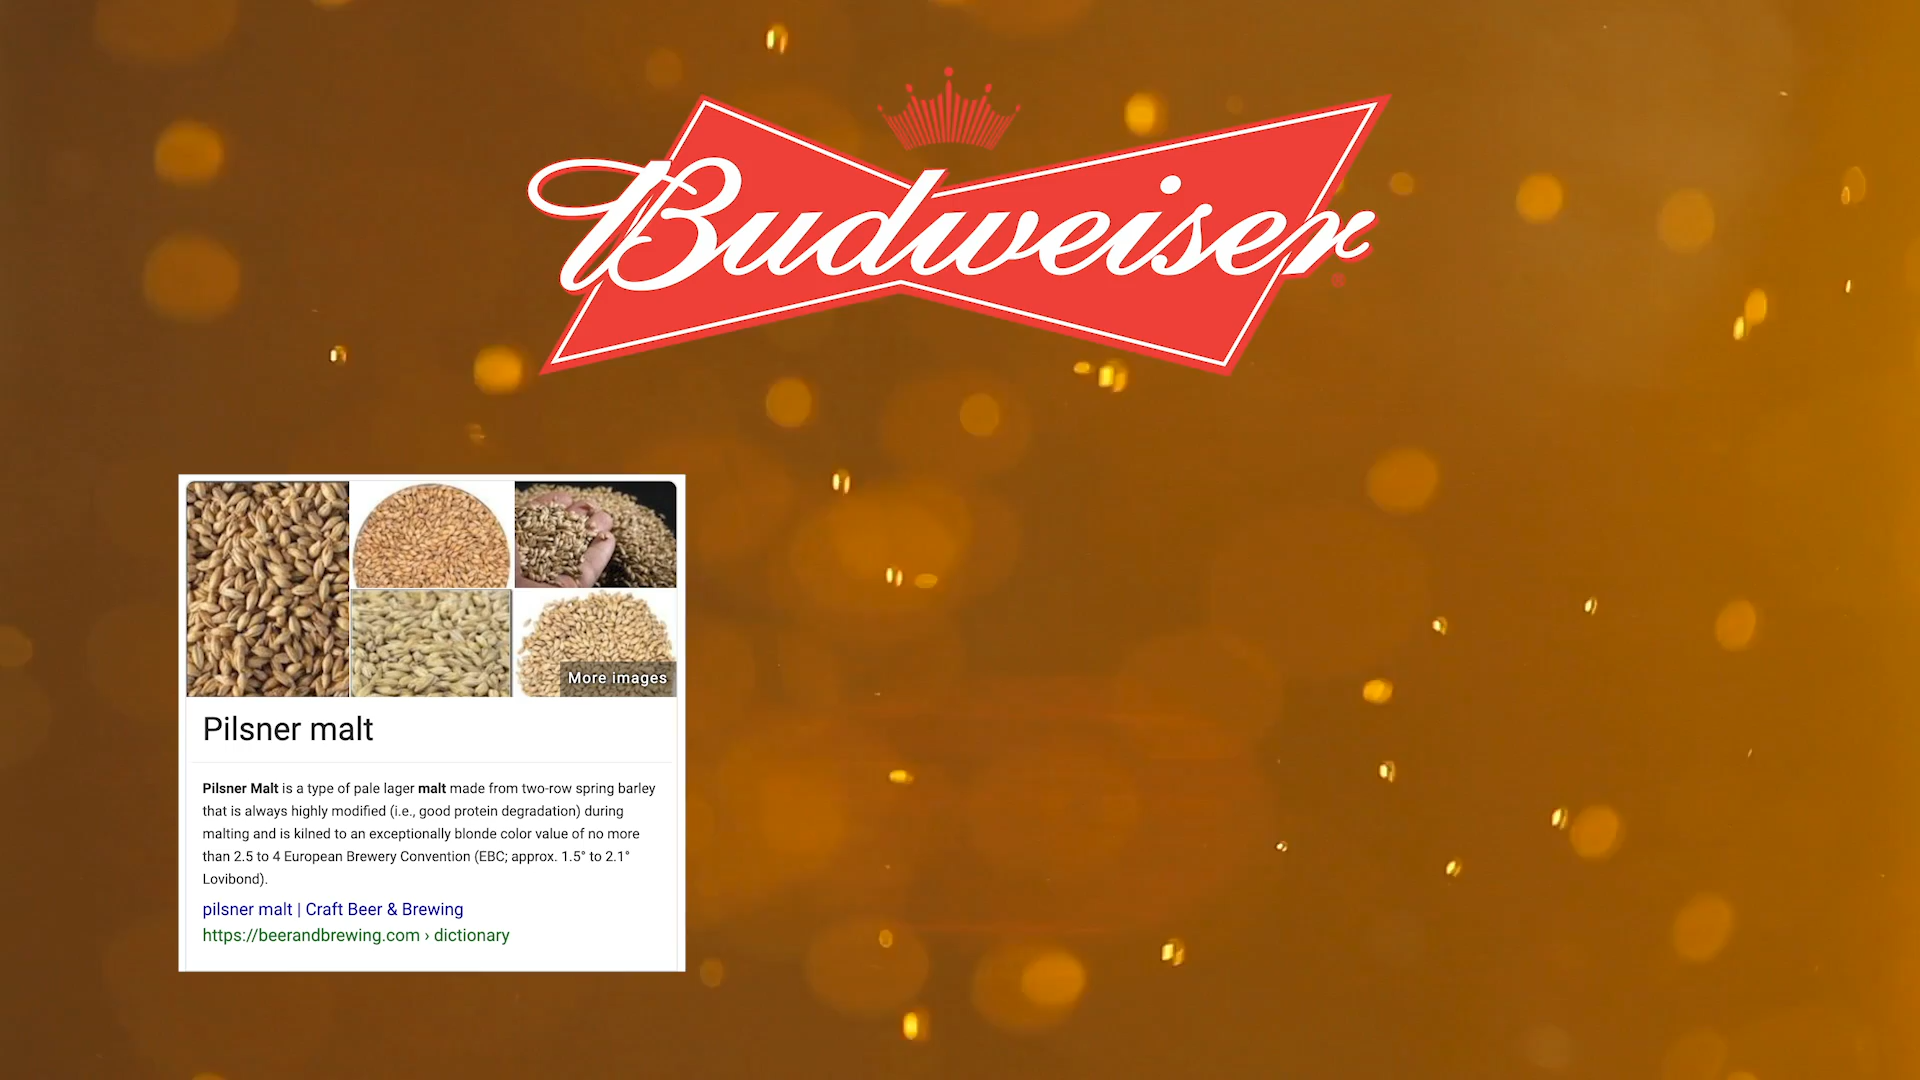 Budweiser
More images
Pilsner malt
Pilsner Malt is a type of pale lager malt made from two-row spring barley
that is always highly modified (i.e., good protein degradation) during
malting and is kilned to an exceptionally blonde color value of no more
than 2.5 to 4 European Brewery Convention (EBC; approx. 1.5° to 2.1°
Lovibond).
pilsner malt | Craft Beer & Brewing
https://beerandbrewing.com › dictionary